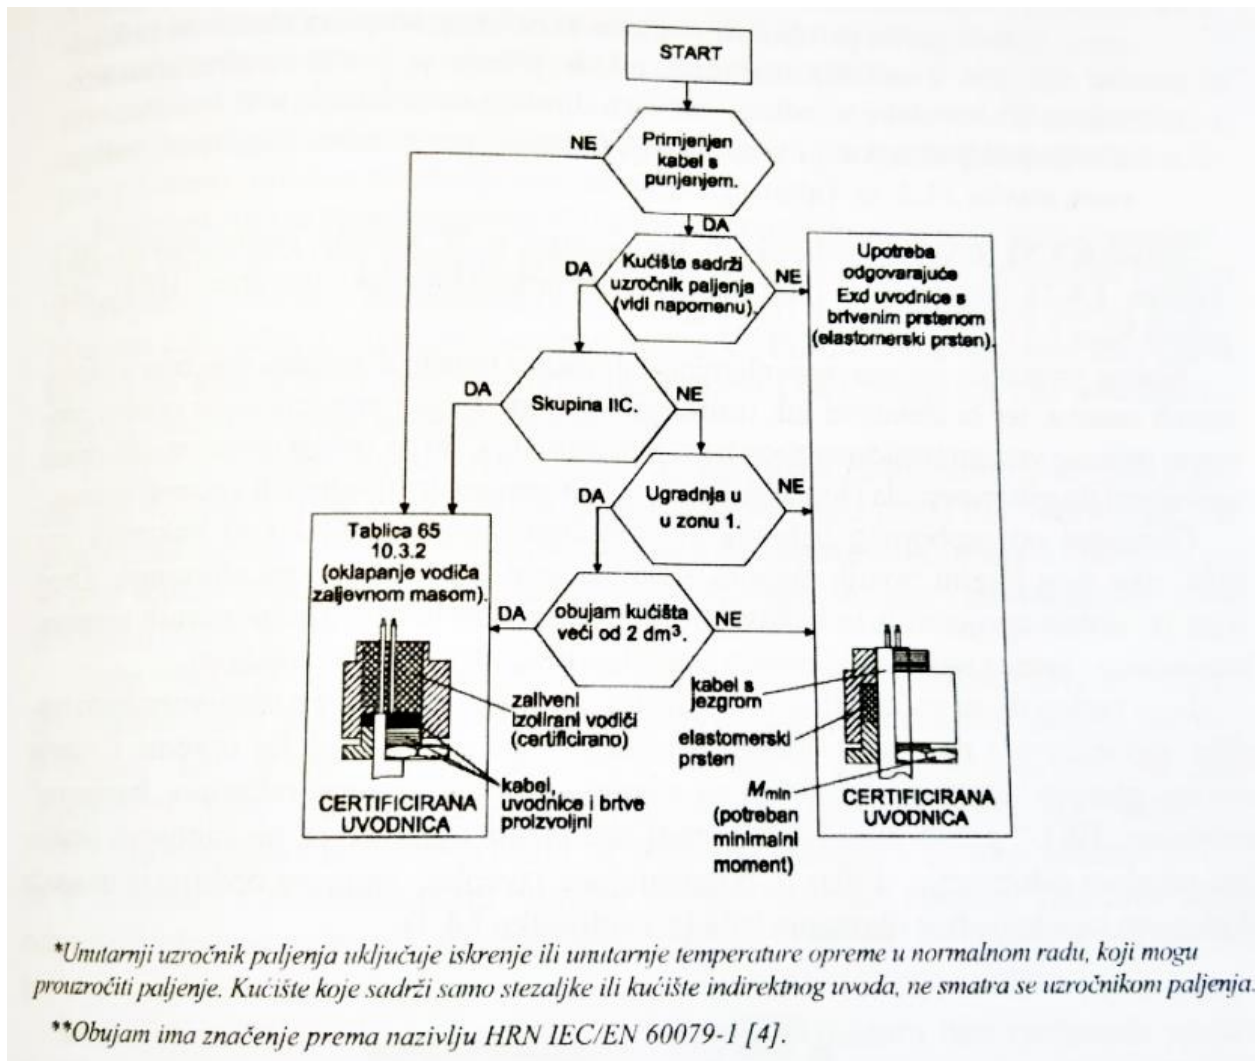 START
NE
Primjenjen
kabel s
punjenjem.
DA
DA
Kućište sadrži
uzročnik paljenja
(vidi napomenu).
NE
Upotreba
odgovarajuće
Exd uvodnice s
brtvenim prstenom
(elastomerski prsten).
DA
Skupina IIC.
NE
DA
Ugradnja u
u zonu 1.
NE
Tablica 65
10.3.2
(oklapanje vodiča
zaljevnom masom).
DA
obujam kućišta
veći od 2 dm³.
NE
zaliveni
izolirani vodiči
(certificirano)
kabel,
uvodnice i brtve
proizvoljni
CERTIFICIRANA
UVODNICA
kabel s
jezgrom
elastomerski
prsten
Mmin
(potreban
minimalni
moment)
CERTIFICIRANA
UVODNICA
*Unutarnji uzročnik paljenja uključuje iskrenje ili unutarnje temperature opreme u normalnom radu, koji mogu
prouzročiti paljenje. Kućište koje sadrži samo stezaljke ili kućište indirektnog uvoda, ne smatra se uzročnikom paljenja.
**Obujam ima značenje prema nazivlju HRN IEC/EN 60079-1 [4].